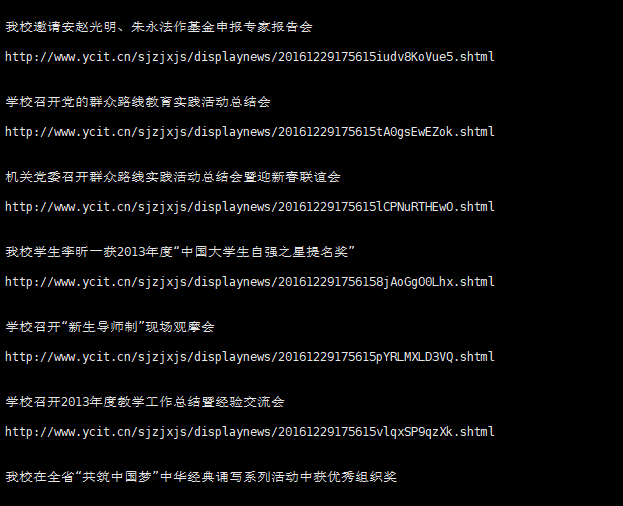 我校邀请安赵光明、朱永法作基金申报专家报告会
http://www.ycit.cn/sjzjxjs/displaynews/20161229175615iudv8KoVue5.shtml
学校召开党的群众路线教育实践活动总结会
http://www.ycit.cn/sjzjxjs/displaynews/20161229175615tA0gsEwEZok.shtml
机关党委召开群众路线实践活动总结会暨迎新春联谊会
http://www.ycit.cn/sjzjxjs/displaynews/20161229175615lCPNuRTHEwO.shtml
我校学生李昕一获2013年度“中国大学生自强之星提名奖”
http://www.ycit.cn/sjzjxjs/displaynews/201612291756158jAoGgO0Lhx.shtml
学校召开“新生导师制”现场观摩会
http://www.ycit.cn/sjzjxjs/displaynews/20161229175615pYRLMXLD3VQ.shtml
学校召开2013年度教学工作总结暨经验交流会
http://www.ycit.cn/sjzjxjs/displaynews/20161229175615vlqxSP9qzXk.shtml
我校在全省“共筑中国梦”中华经典诵写系列活动中获优秀组织奖